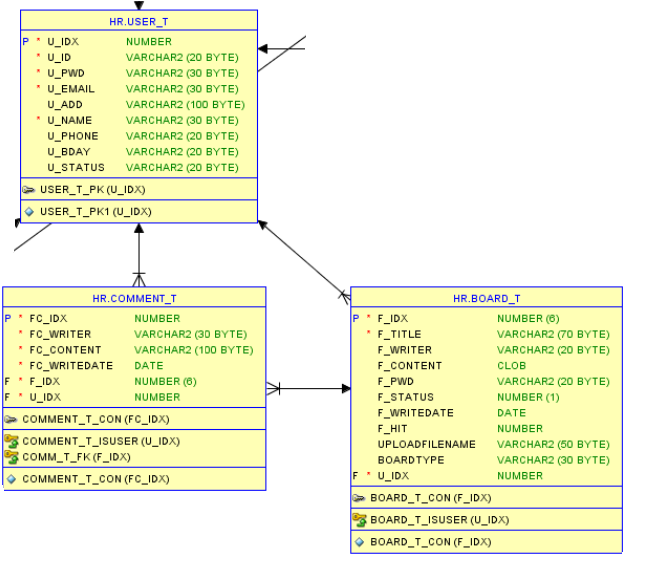 HR.USER_T
P * U_IDX NUMBER
* U_ID VARCHAR2 (20 BYTE)
* U_PWD VARCHAR2 (30 BYTE)
* U_EMAIL VARCHAR2 (30 BYTE)
U_ADD VARCHAR2 (100 BYTE)
* U_NAME VARCHAR2 (30 BYTE)
U_PHONE VARCHAR2 (20 BYTE)
U_BDAY VARCHAR2 (20 BYTE)
U_STATUS VARCHAR2 (20 BYTE)
USER_T_PK (U_IDX)
USER_T_PK1 (U_IDX)
HR.COMMENT_T
P * FC_IDX NUMBER
* FC_WRITER VARCHAR2 (30 BYTE)
* FC_CONTENT VARCHAR2 (100 BYTE)
* FC_WRITEDATE DATE
F * F_IDX NUMBER (6)
F * U_IDX NUMBER
COMMENT_T_CON (FC_IDX)
COMMENT_T_ISUSER (U_IDX)
COMM_T_FK (F_IDX)
COMMENT_T_CON (FC_IDX)
HR.BOARD_T
P * F_IDX NUMBER (6)
* F_TITLE VARCHAR2 (70 BYTE)
F_WRITER VARCHAR2 (20 BYTE)
F_CONTENT CLOB
F_PWD VARCHAR2 (20 BYTE)
F_STATUS NUMBER (1)
F_WRITEDATE DATE
F_HIT NUMBER
UPLOADFILENAME VARCHAR2 (50 BYTE)
BOARDTYPE VARCHAR2 (30 BYTE)
F * U_IDX NUMBER
BOARD_T_CON (F_IDX)
BOARD_T_ISUSER (U_IDX)
BOARD_T_CON (F_IDX)